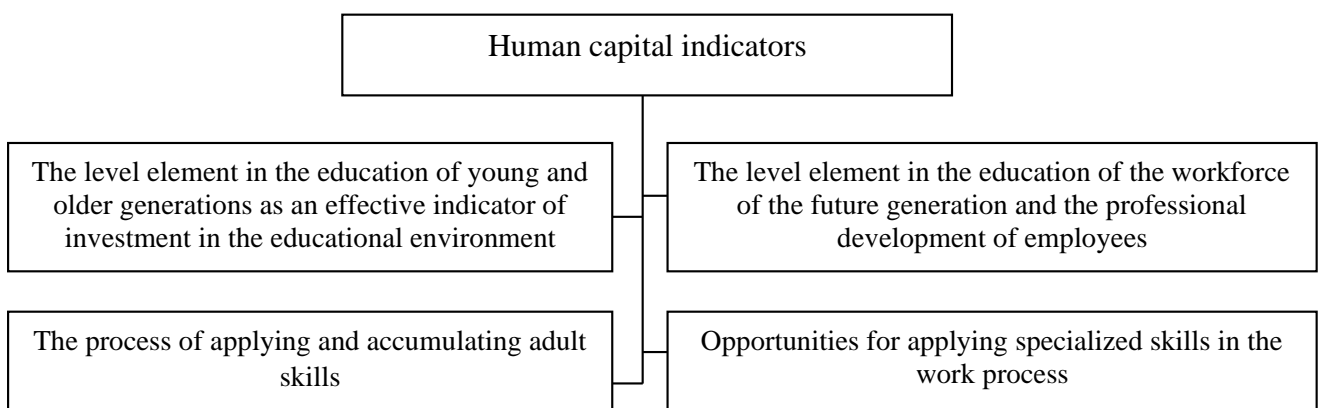 Human capital indicators
The level element in the education of young and
older generations as an effective indicator of
investment in the educational environment
The level element in the education of the workforce
of the future generation and the professional
development of employees
The process of applying and accumulating adult
skills
Opportunities for applying specialized skills in the
work process